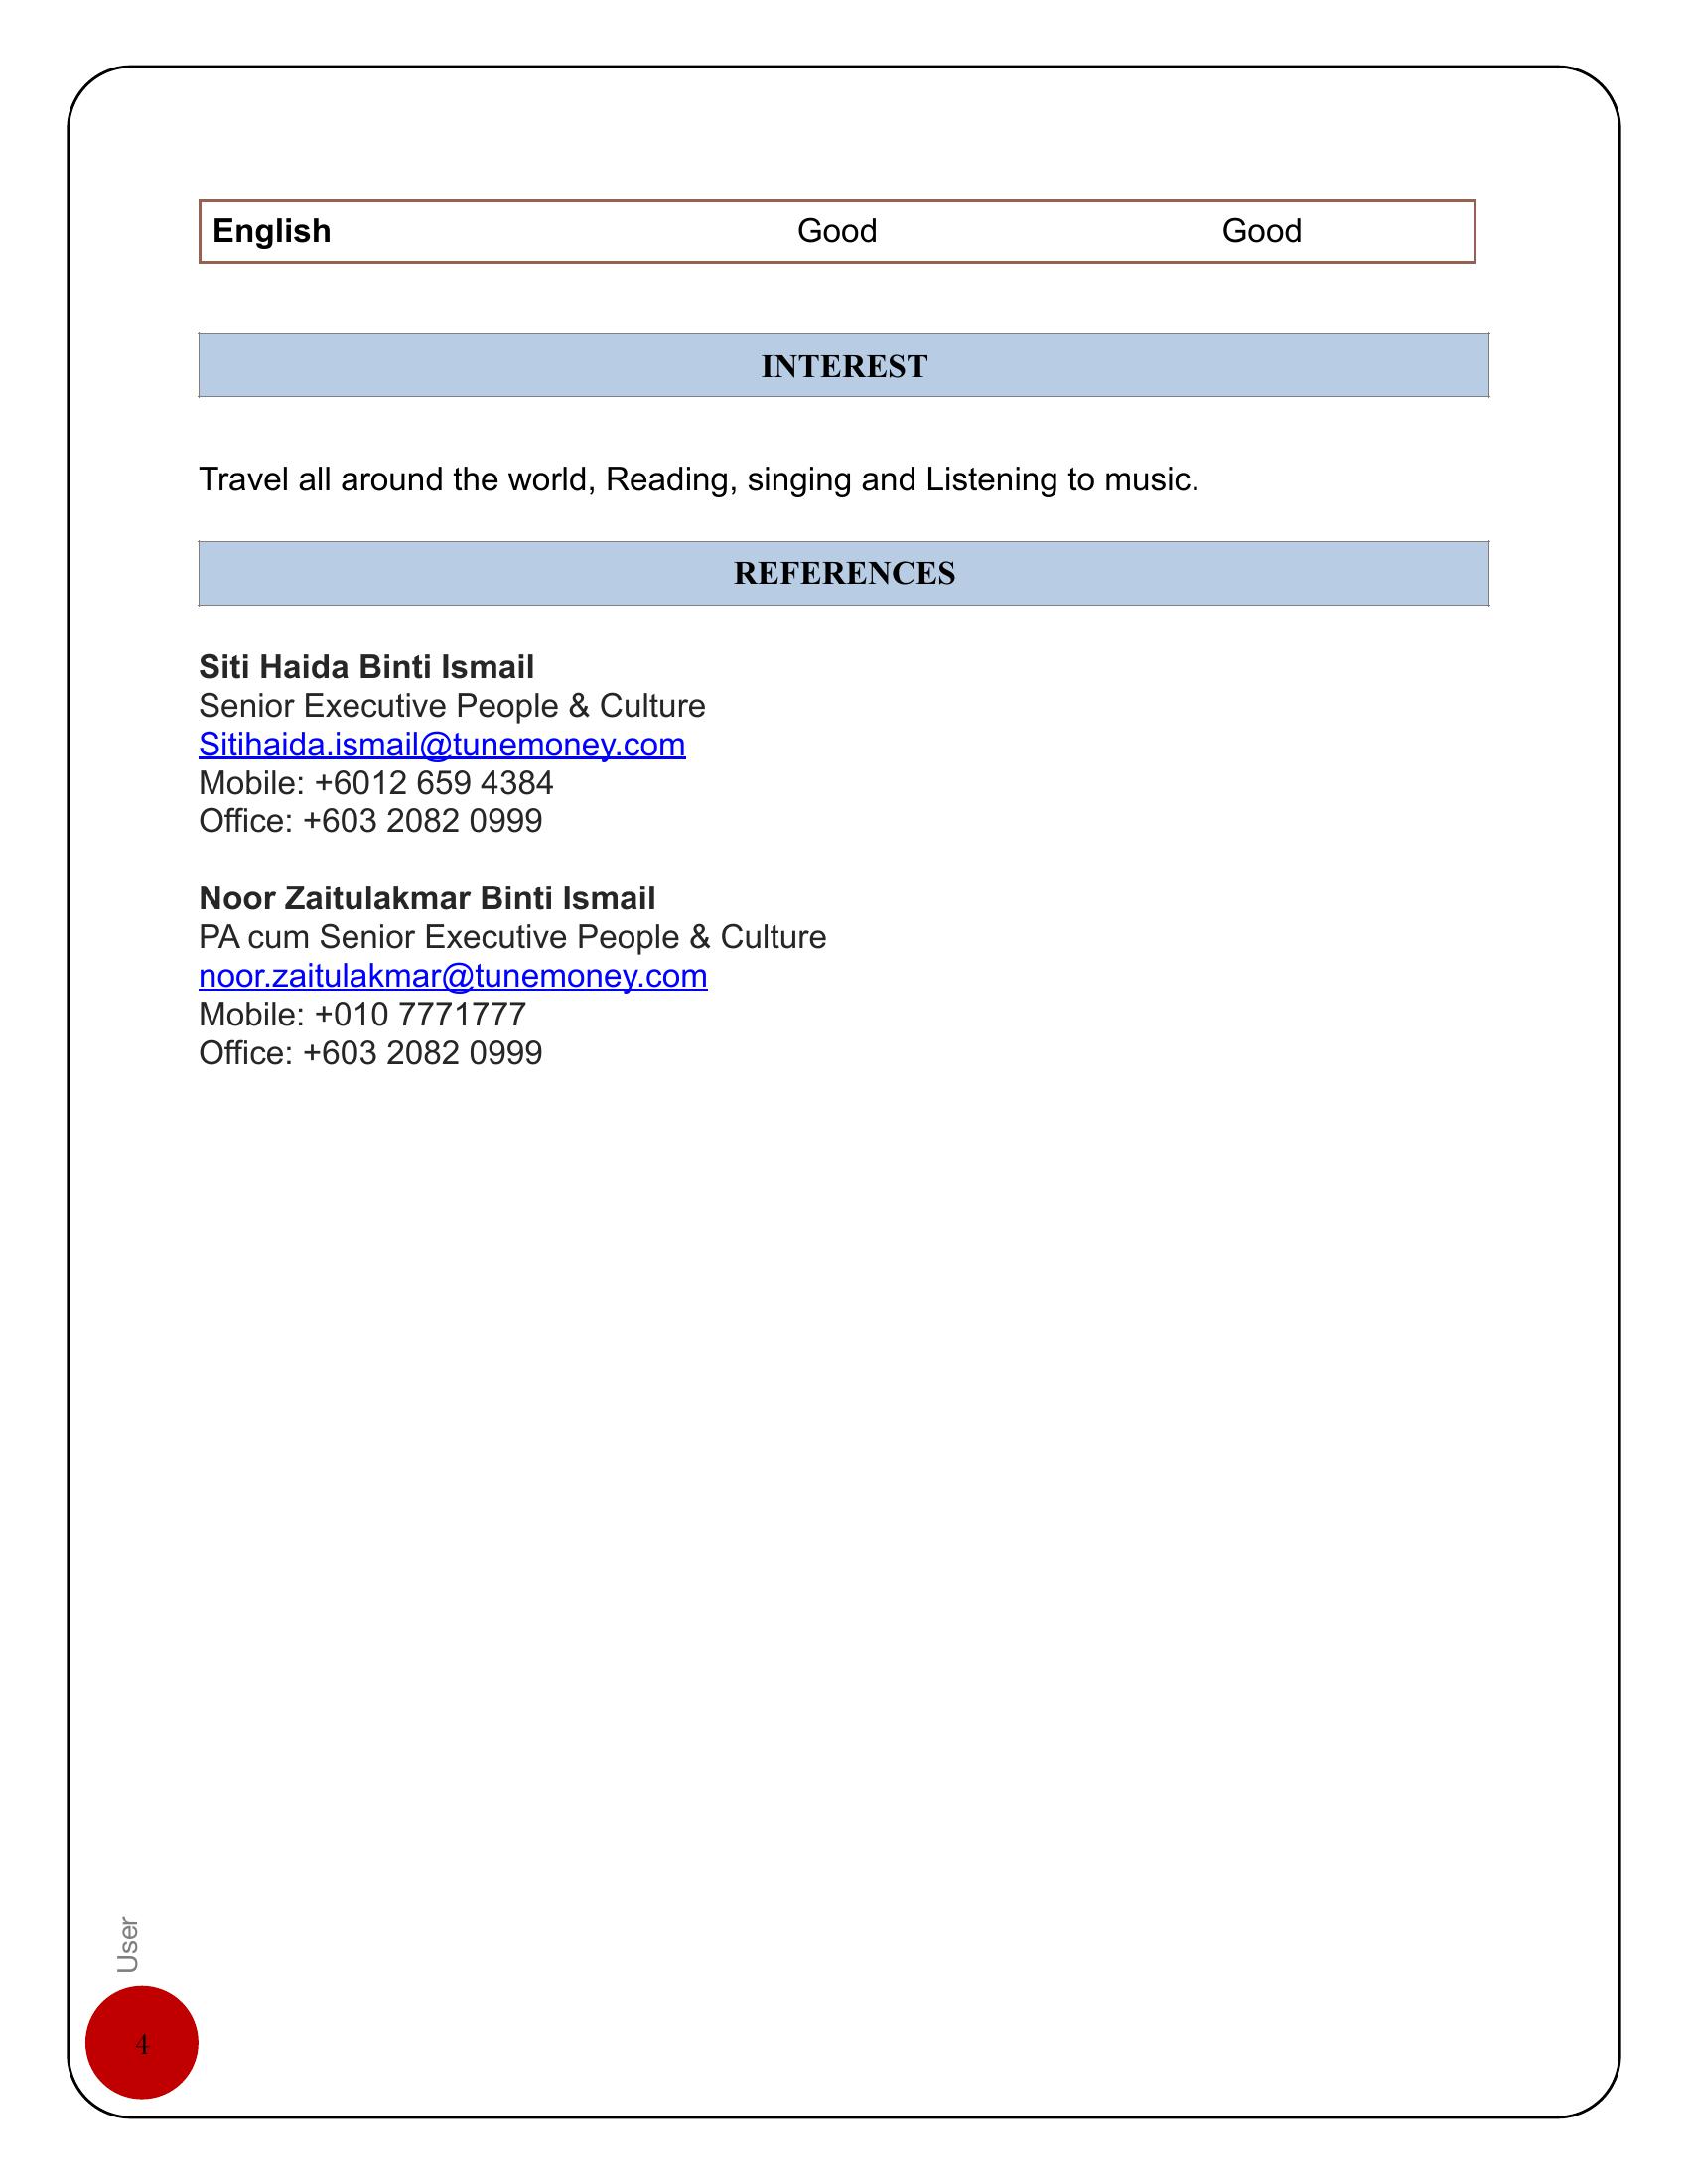 English Good Good
INTEREST
Travel all around the world, Reading, singing and Listening to music.
REFERENCES
Siti Haida Binti Ismail
Senior Executive People & Culture
Sitihaida.ismail@tunemoney.com
Mobile: +6012 659 4384
Office: +603 2082 0999
Noor Zaitulakmar Binti Ismail
PA cum Senior Executive People & Culture
noor.zaitulakmar@tunemoney.com
Mobile: +010 7771777
Office: +603 2082 0999
User
4